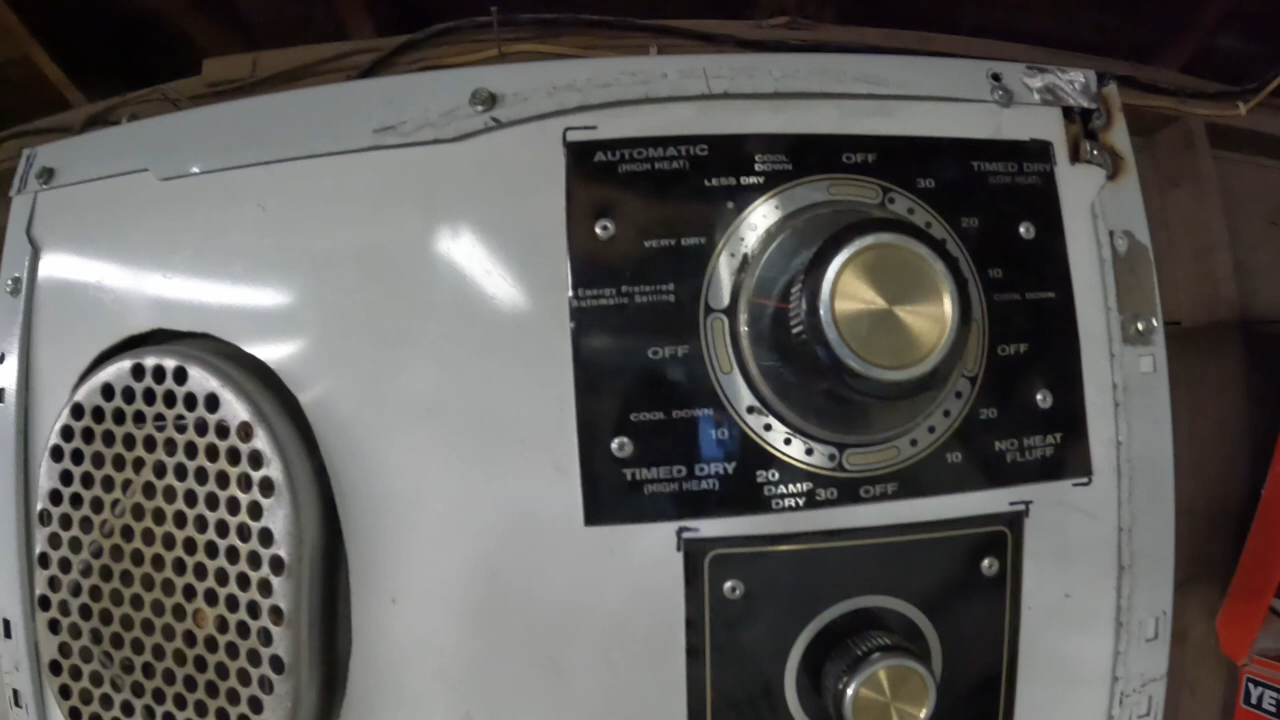 AUTOMATIC
(HIGH HEAT)
COOL
DOWN
LESS DRY
OFF
TIMED DRY
(LOW HEAT)
30
20
VERY DRY
10
COOL DOWN
Energy Preferred
Automatic Setting
OFF
OFF
COOL DOWN
10
20
TIMED DRY
(HIGH HEAT)
20
DAMP
DRY
30
OFF
10
NO HEAT
FLUFF
YE